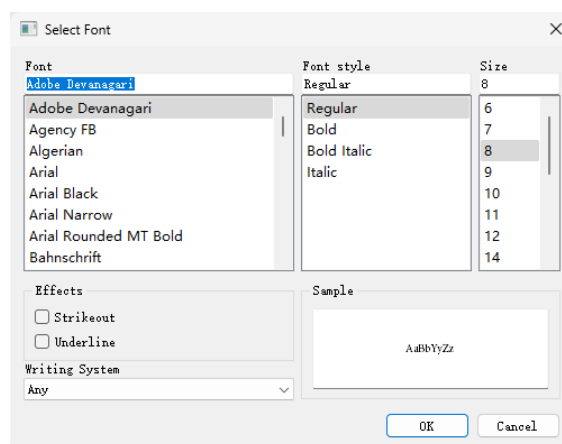 Select Font
Font
Font style
Size
Adobe Devanagari
Regular
8
Adobe Devanagari
Agency FB
Algerian
Arial
Arial Black
Arial Narrow
Arial Rounded MT Bold
Bahnschrift
Regular
Bold
Bold Italic
Italic
6
7
8
9
10
11
12
14
Effects
Strikeout
Underline
Sample
AaBbYyZz
Writing System
Any
OK
Cancel